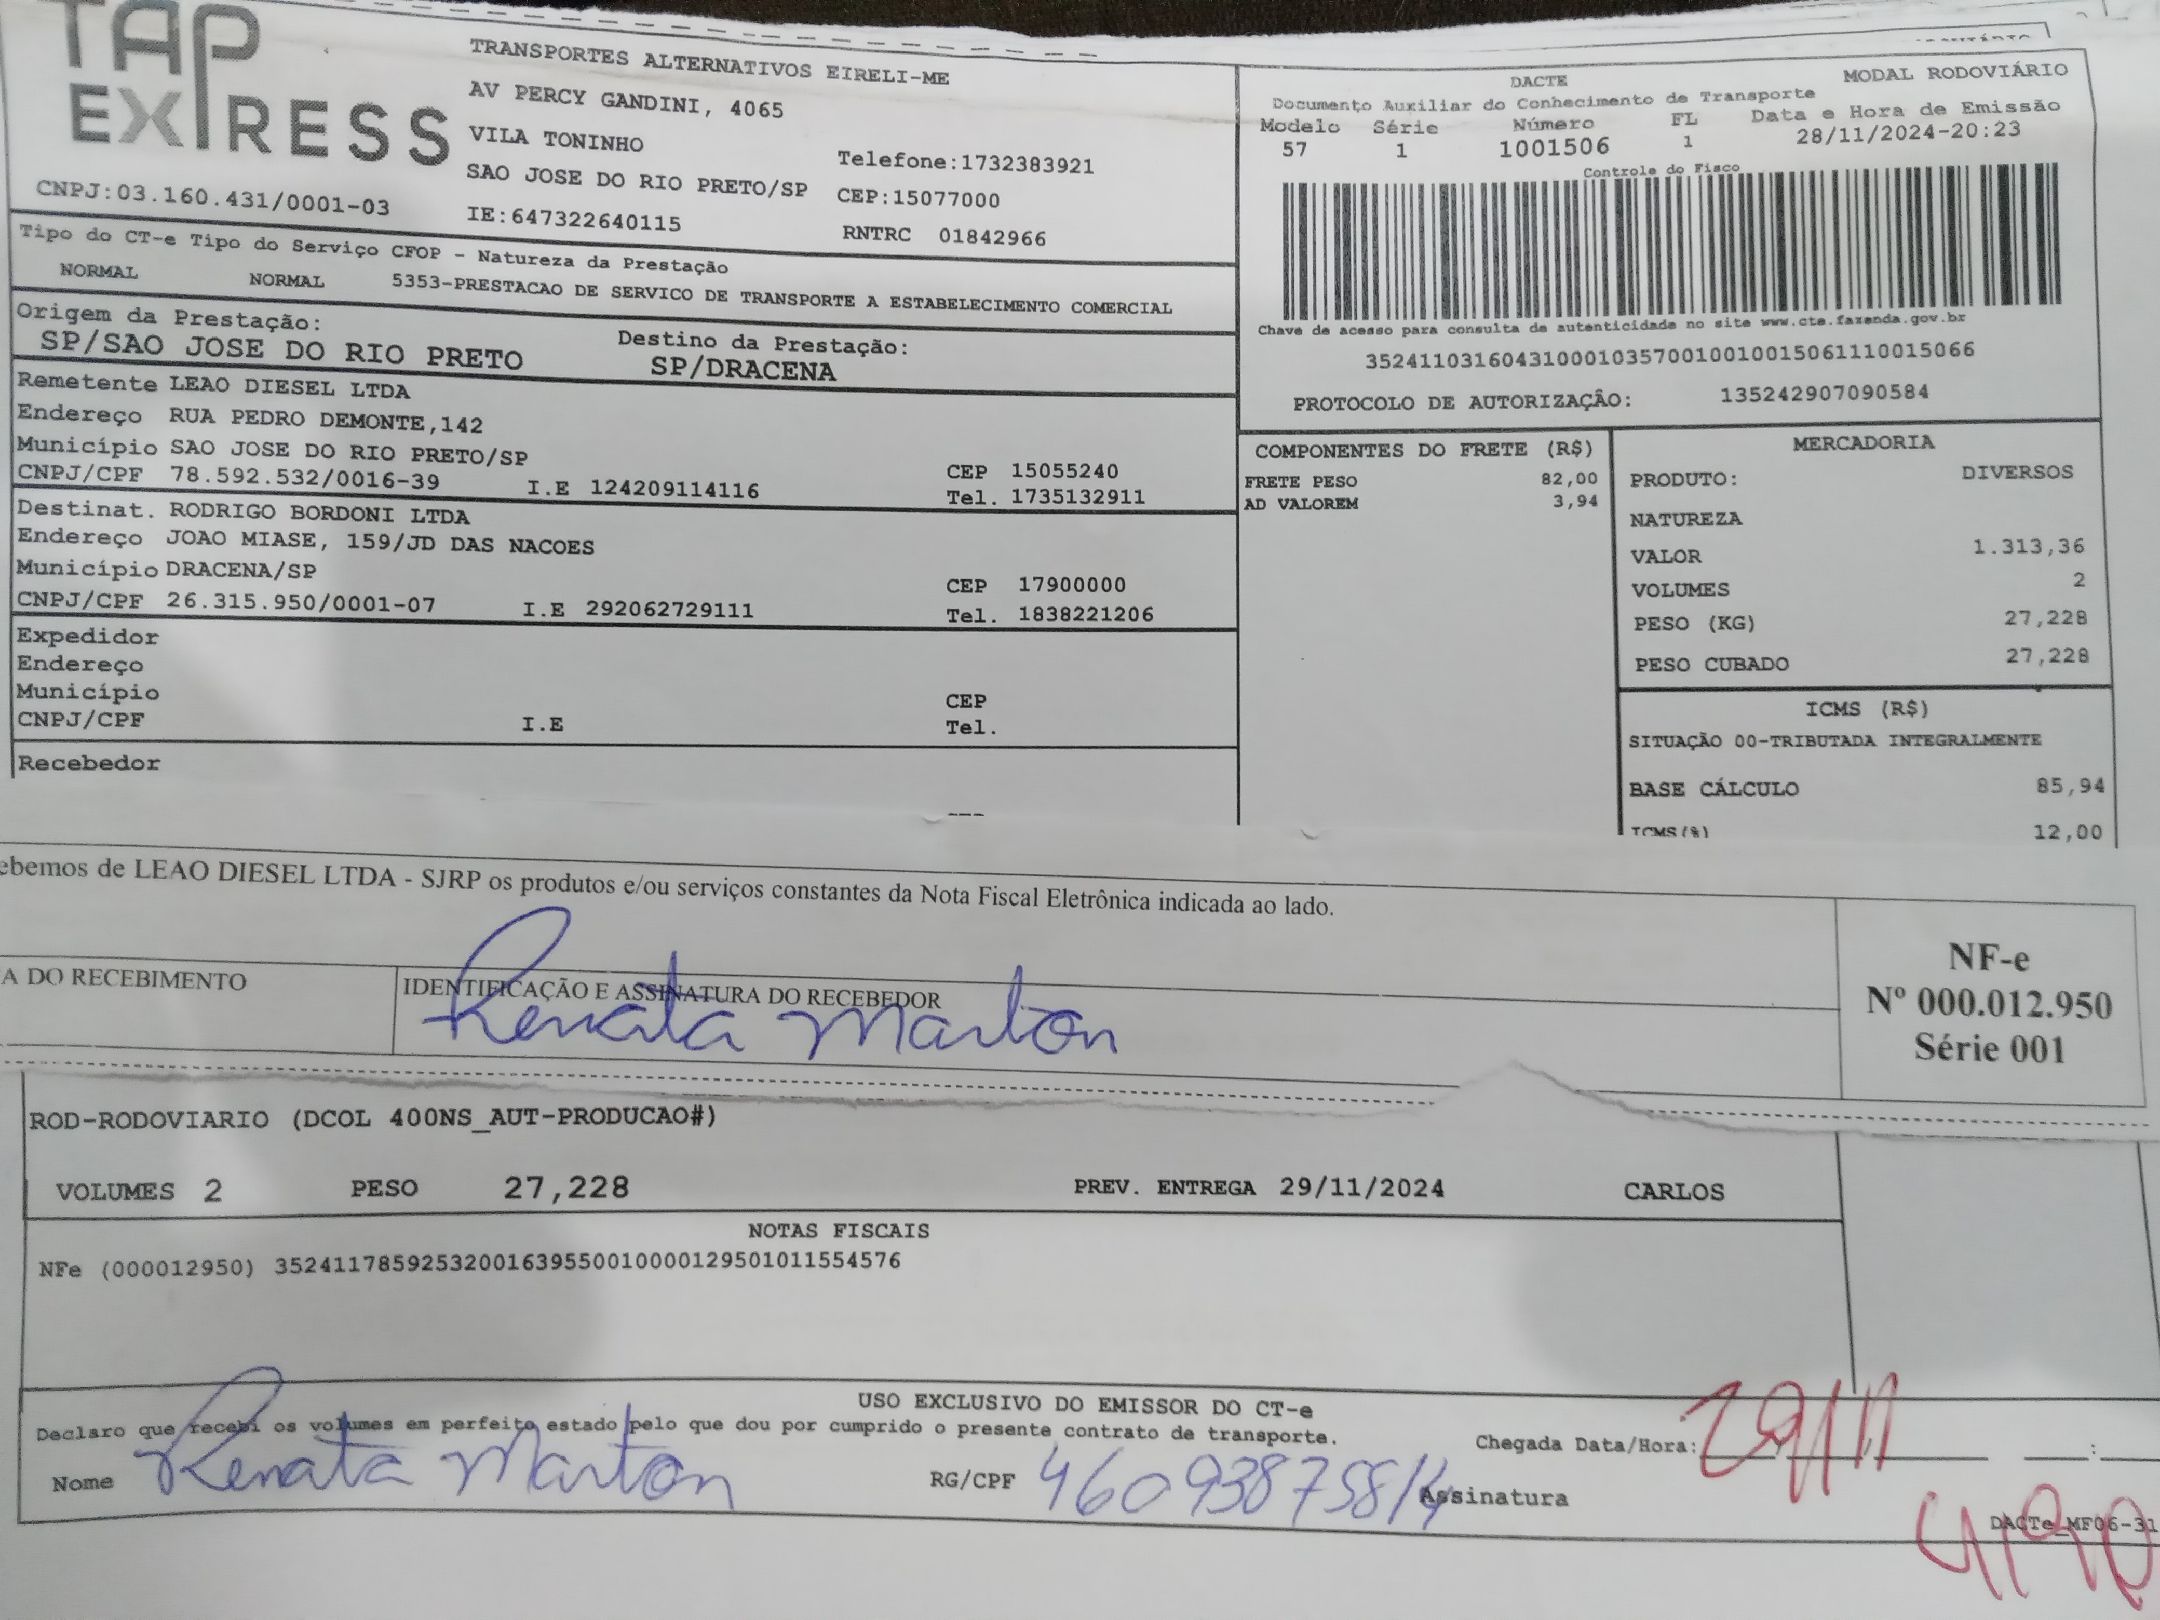 TAP EXPRESS
TRANSPORTES ALTERNATIVOS EIRELI-ME
AV PERCY GANDINI, 4065
VILA TONINHO
Telefone:1732383921
SAO JOSE DO RIO PRETO/SP CEP:15077000
CNPJ:03.160.431/0001-03
IE:647322640115 RNTRC 01842966
DACTE MODAL RODOVIÁRIO
Documento Auxiliar do Conhecimento de Transporte
Modelo Série Número FL Data e Hora de Emissão
57 1 1001506 1 28/11/2024-20:23
Controle do Fisco
Chave de acesso para consulta de autenticidade no site www.cte.fazenda.gov.br
35241103160431000103570010010015061110015066
PROTOCOLO DE AUTORIZAÇÂO: 135242907090584
Tipo do CT-e Tipo do Serviço CFOP - Natureza da Prestação
NORMAL NORMAL 5353-PRESTACAO DE SERVICO DE TRANSPORTE A ESTABELECIMENTO COMERCIAL
Origem da Prestação: Destino da Prestação:
SP/SAO JOSE DO RIO PRETO SP/DRACENA
Remetente LEAO DIESEL LTDA
Endereço RUA PEDRO DEMONTE,142
Município SAO JOSE DO RIO PRETO/SP CEP 15055240
CNPJ/CPF 78.592.532/0016-39 I.E 124209114116 Tel. 1735132911
Destinat. RODRIGO BORDONI LTDA
Endereço JOAO MIASE, 159/JD DAS NACOES
Município DRACENA/SP CEP 17900000
CNPJ/CPF 26.315.950/0001-07 I.E 292062729111 Tel. 1838221206
Expedidor
Endereço
Município CEP
CNPJ/CPF I.E Tel.
Recebedor
COMPONENTES DO FRETE (R$)
FRETE PESO 82,00
AD VALOREM 3,94
MERCADORIA
PRODUTO: DIVERSOS
NATUREZA
VALOR 1.313,36
VOLUMES 2
PESO (KG) 27,228
PESO CUBADO 27,228
ICMS (R$)
SITUAÇÃO 00-TRIBUTADA INTEGRALMENTE
BASE CÁLCULO 85,94
ICMS(%) 12,00
ebemos de LEAO DIESEL LTDA - SJRP os produtos e/ou serviços constantes da Nota Fiscal Eletrônica indicada ao lado.
A DO RECEBIMENTO IDENTIFICAÇÃO E ASSINATURA DO RECEBEDOR
Renata Marton
NF-e
Nº 000.012.950
Série 001
ROD-RODOVIARIO (DCOL 400NS_AUT-PRODUCAO#)
VOLUMES 2 PESO 27,228 PREV. ENTREGA 29/11/2024 CARLOS
NOTAS FISCAIS
NFe (000012950) 35241178592532001639550010000129501011554576
USO EXCLUSIVO DO EMISSOR DO CT-e
Declaro que recebi os volumes em perfeito estado pelo que dou por cumprido o presente contrato de transporte.
Chegada Data/Hora: 29/11 :
Nome Renata Marton RG/CPF 460938758/4 Assinatura
DACTe_MF06-31